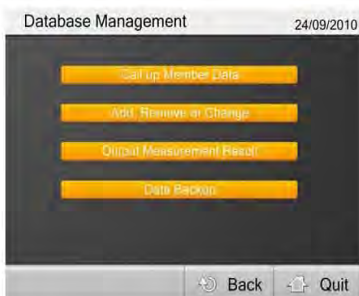 Database Management 24/09/2010
Call up Member Data
Add, Remove or Change
Output Measurement Result
Data Backup
Back Quit